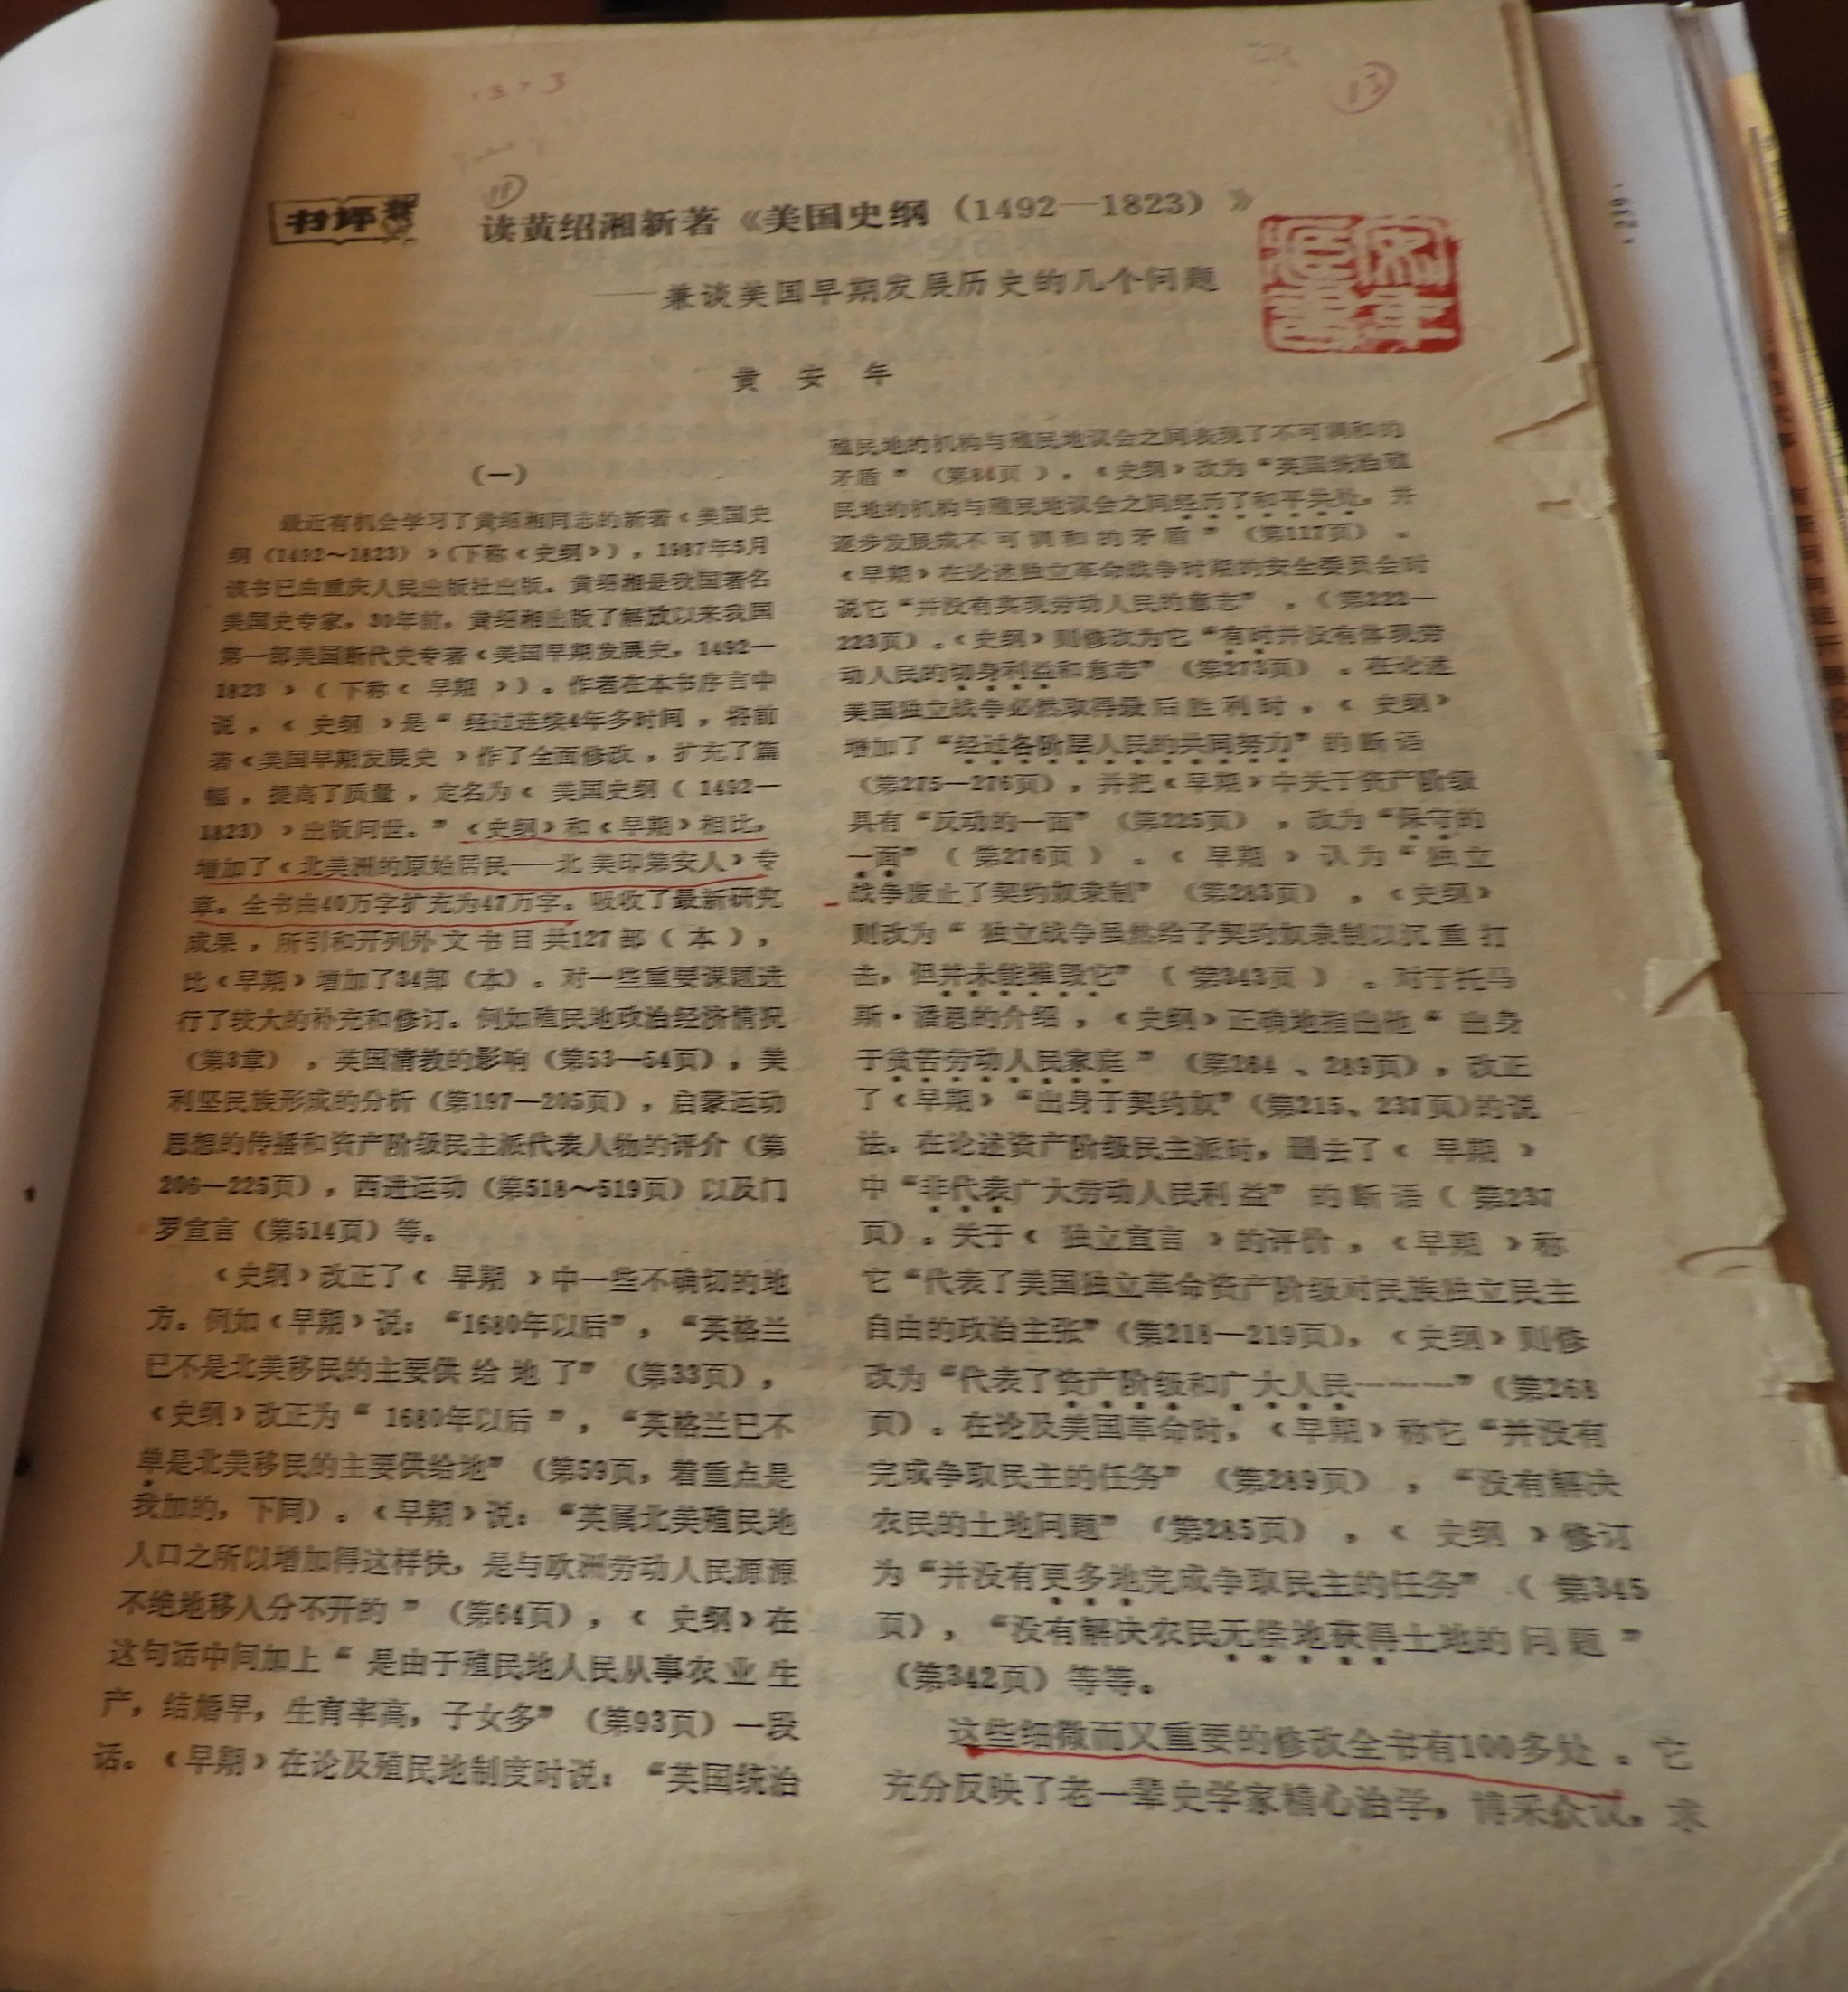 书评
读黄绍湘新著《美国史纲（1492—1823）》
——兼谈美国早期发展历史的几个问题
黄 安 年
（一）
最近有机会学习了黄绍湘同志的新著《美国史
纲（1492～1823）》（下称《史纲》），1987年5月
该书已由重庆人民出版社出版。黄绍湘是我国著名
美国史专家，30年前，黄绍湘出版了解放以来我国
第一部美国断代史专著《美国早期发展史，1492—
1823》（下称《早期》）。作者在本书序言中
说，《史纲》是“经过连续4年多时间，将前
著《美国早期发展史》作了全面修改，扩充了篇
幅，提高了质量，定名为《美国史纲（1492—
1823）》出版问世。”《史纲》和《早期》相比，
增加了《北美洲的原始居民——北美印第安人》专
章。全书由40万字扩充为47万字。吸收了最新研究
成果，所引和开列外文书目共127部（本），
比《早期》增加了34部（本）。对一些重要课题进
行了较大的补充和修订。例如殖民地政治经济情况
（第3章），英国清教的影响（第53—54页），美
利坚民族形成的分析（第197—205页），启蒙运动
思想的传播和资产阶级民主派代表人物的评介（第
206—225页），西进运动（第518～519页）以及门
罗宣言（第514页）等。
《史纲》改正了《早期》中一些不确切的地
方。例如《早期》说：“1680年以后”，“英格兰
已不是北美移民的主要供给地了”（第33页），
《史纲》改正为“1680年以后”，“英格兰已不
单是北美移民的主要供给地”（第59页，着重点是
我加的，下同）。《早期》说：“英属北美殖民地
人口之所以增加得这样快，是与欧洲劳动人民源源
不绝地移入分不开的”（第64页），《史纲》在
这句话中间加上“是由于殖民地人民从事农业生
产，结婚早，生育率高，子女多”（第93页）一段
话。《早期》在论及殖民地制度时说：“英国统治
殖民地的机构与殖民地议会之间表现了不可调和的
矛盾”（第84页）。《史纲》改为“英国统治殖
民地的机构与殖民地议会之间经历了和平共处，并
逐步发展成不可调和的矛盾”（第117页）。
《早期》在论述独立革命战争时期的安全委员会时
说它“并没有实现劳动人民的意志”，（第222—
223页）。《史纲》则修改为它“有时并没有体现劳
动人民的切身利益和意志”（第273页）。在论述
美国独立战争必然取得最后胜利时，《史纲》
增加了“经过各阶层人民的共同努力”的断语
（第275—276页），并把《早期》中关于资产阶级
具有“反动的一面”（第225页），改为“保守的
一面”（第276页）。《早期》认为“独立
战争废止了契约奴隶制”（第283页），《史纲》
则改为“独立战争虽然给予契约奴隶制以沉重打
击，但并未能摧毁它”（第343页）。对于托马
斯·潘恩的介绍，《史纲》正确地指出他“出身
于贫苦劳动人民家庭”（第264、289页），改正
了《早期》“出身于契约奴”（第215、237页）的说
法。在论述资产阶级民主派时，删去了《早期》
中“非代表广大劳动人民利益”的断语（第237
页）。关于《独立宣言》的评价，《早期》称
它“代表了美国独立革命资产阶级对民族独立民主
自由的政治主张”（第218—219页），《史纲》则修
改为“代表了资产阶级和广大人民………”（第268
页）。在论及美国革命时，《早期》称它“并没有
完成争取民主的任务”（第289页），“没有解决
农民的土地问题”（第285页），《史纲》修订
为“并没有更多地完成争取民主的任务”（第345
页），“没有解决农民无偿地获得土地的问题”
（第342页）等等。
这些细微而又重要的修改全书有100多处。它
充分反映了老一辈史学家精心治学，博采众议，求